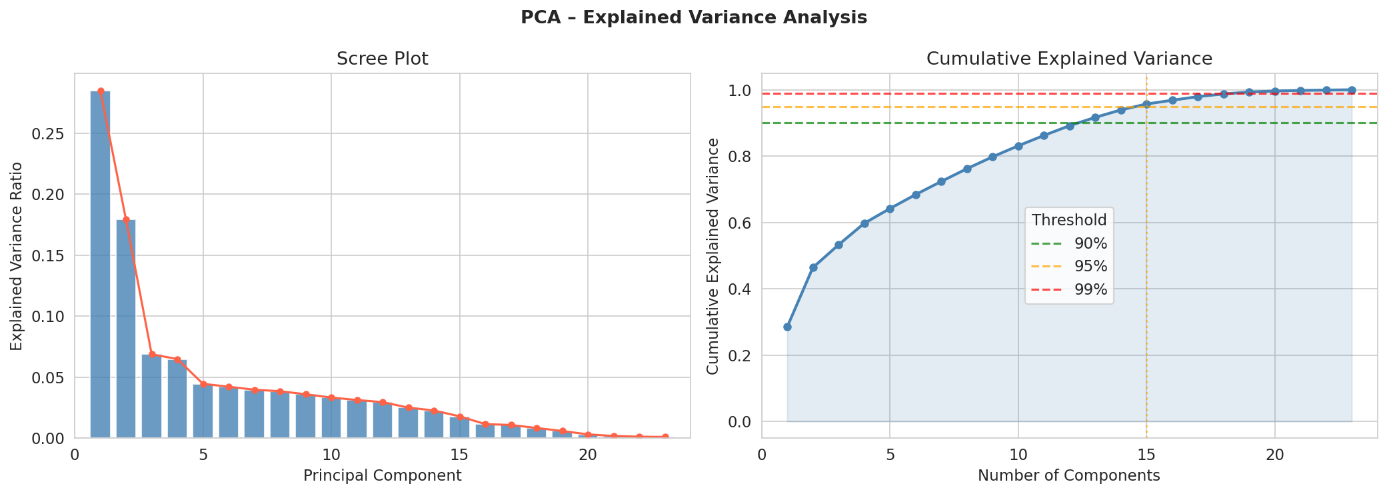 PCA – Explained Variance Analysis
Scree Plot
Explained Variance Ratio
0.25
0.20
0.15
0.10
0.05
0.00
0 5 10 15 20
Principal Component
Cumulative Explained Variance
Cumulative Explained Variance
1.0
0.8
0.6
0.4
0.2
0.0
Threshold
90%
95%
99%
0 5 10 15 20
Number of Components